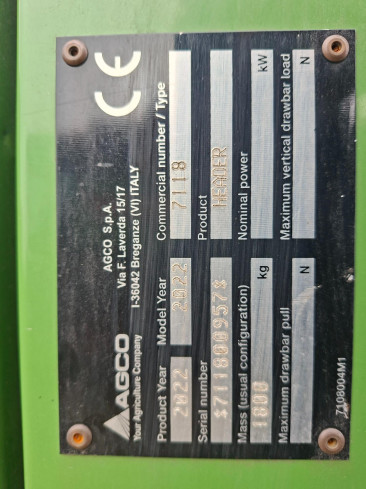 AGCO
Your Agriculture Company
AGCO S.p.A.
Via F. Laverda 15/17
I-36042 Breganze (VI) ITALY
CE
Product Year
Model Year
Commercial number / Type
2022
2022
7118
Serial number
Product
$711800957$
HEADER
Mass (usual configuration)
Nominal power
1800
kg
kW
Maximum drawbar pull
Maximum vertical drawbar load
N
N
7108004M1